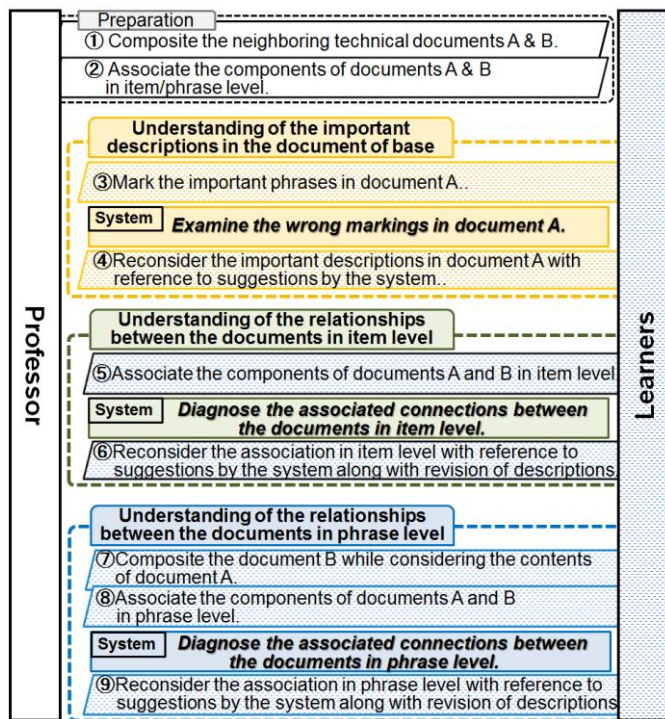 Preparation
① Composite the neighboring technical documents A & B.
② Associate the components of documents A & B
in item/phrase level.
Understanding of the important
descriptions in the document of base
③Mark the important phrases in document A..
System
Examine the wrong markings in document A.
④Reconsider the important descriptions in document A with
reference to suggestions by the system..
Understanding of the relationships
between the documents in item level
⑤Associate the components of documents A and B in item level
System
Diagnose the associated connections between
the documents in item level.
⑥Reconsider the association in item level with reference to
suggestions by the system along with revision of descriptions
Understanding of the relationships
between the documents in phrase level
⑦Composite the document B while considering the contents
of document A.
⑧Associate the components of documents A and B
in phrase level.
System
Diagnose the associated connections between
the documents in phrase level.
⑨Reconsider the association in phrase level with reference to
suggestions by the system along with revision of descriptions
Professor
Learners